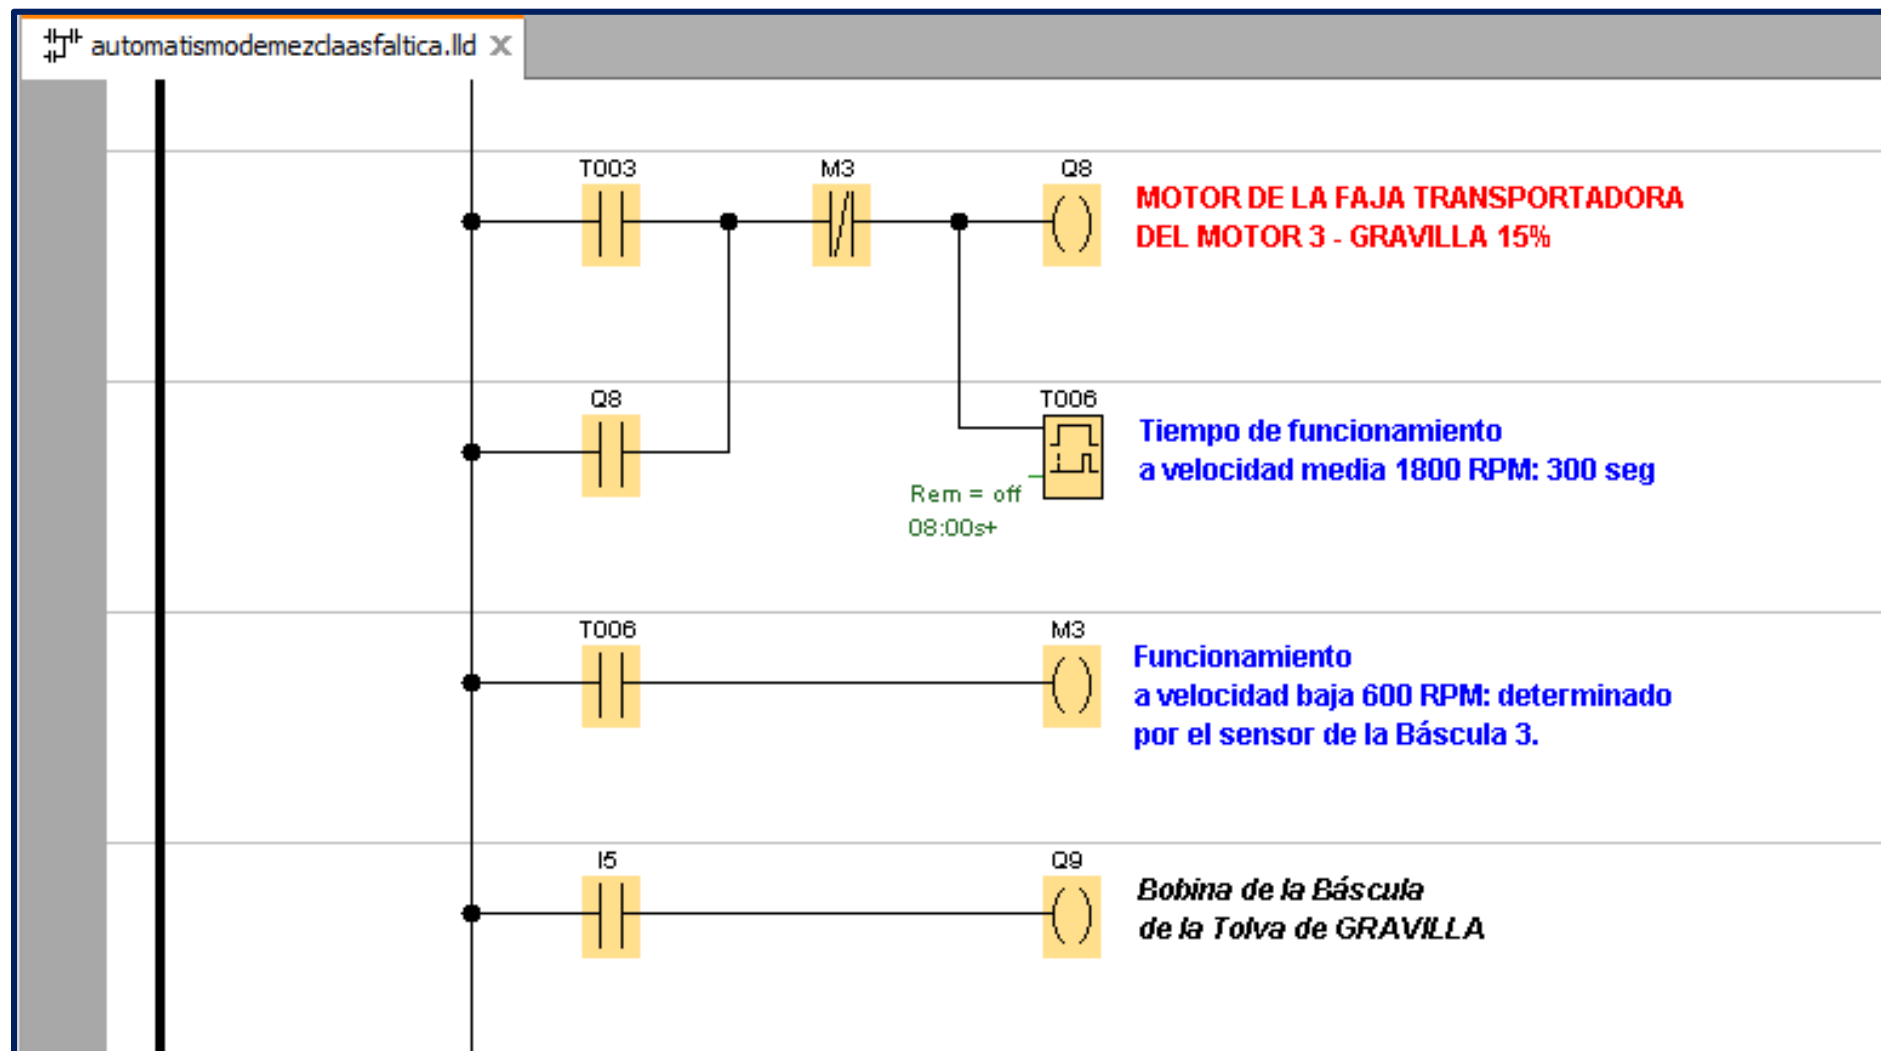 automatismodemezclaasfaltica.lld
T003 M3 Q8
MOTOR DE LA FAJA TRANSPORTADORA
DEL MOTOR 3 - GRAVILLA 15%
Q8 T006
Tiempo de funcionamiento
a velocidad media 1800 RPM: 300 seg
Rem = off
08:00s+
T006 M3
Funcionamiento
a velocidad baja 600 RPM: determinado
por el sensor de la Báscula 3.
I5 Q9
Bobina de la Báscula
de la Tolva de GRAVILLA